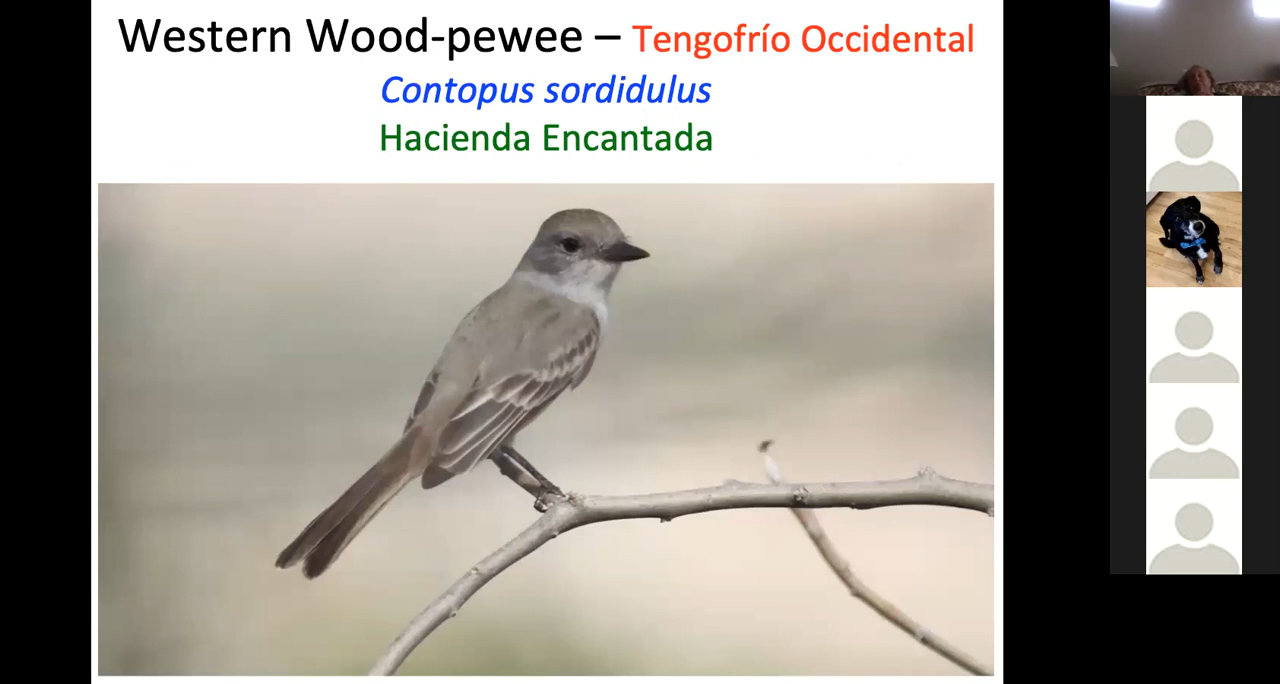 Western Wood-pewee – Tengofrío Occidental
Contopus sordidulus
Hacienda Encantada